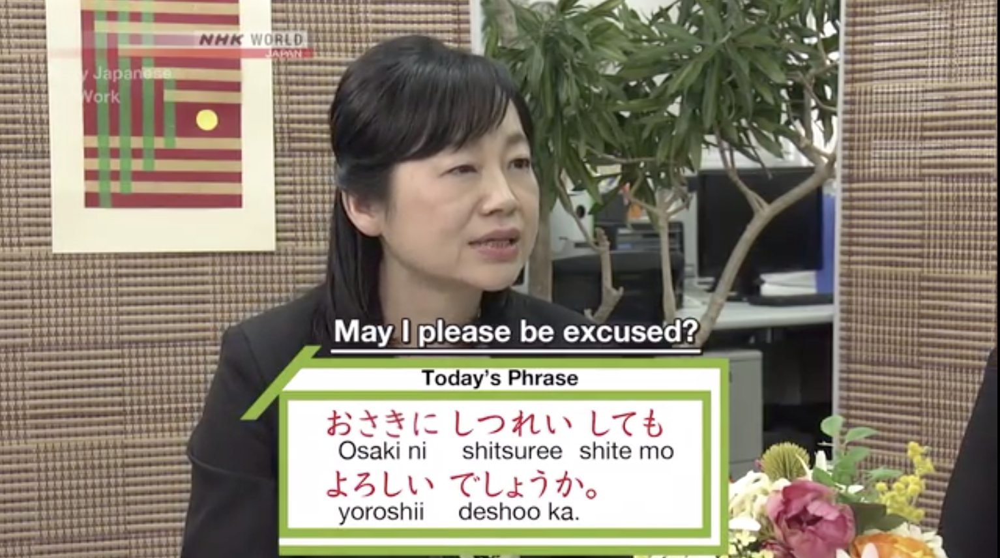 NHK WORLD
JAPAN
y Japanese
Work
May I please be excused?
Today's Phrase
おさきに しつれい しても
Osaki ni shitsuree shite mo
よろしい でしょうか。
yoroshii deshoo ka.